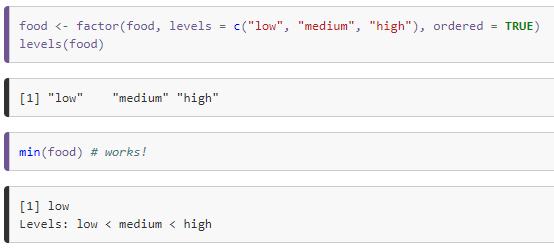 food <- factor(food, levels = c("low", "medium", "high"), ordered = TRUE)
levels(food)
[1] "low"    "medium" "high"
min(food) # works!
[1] low
Levels: low < medium < high